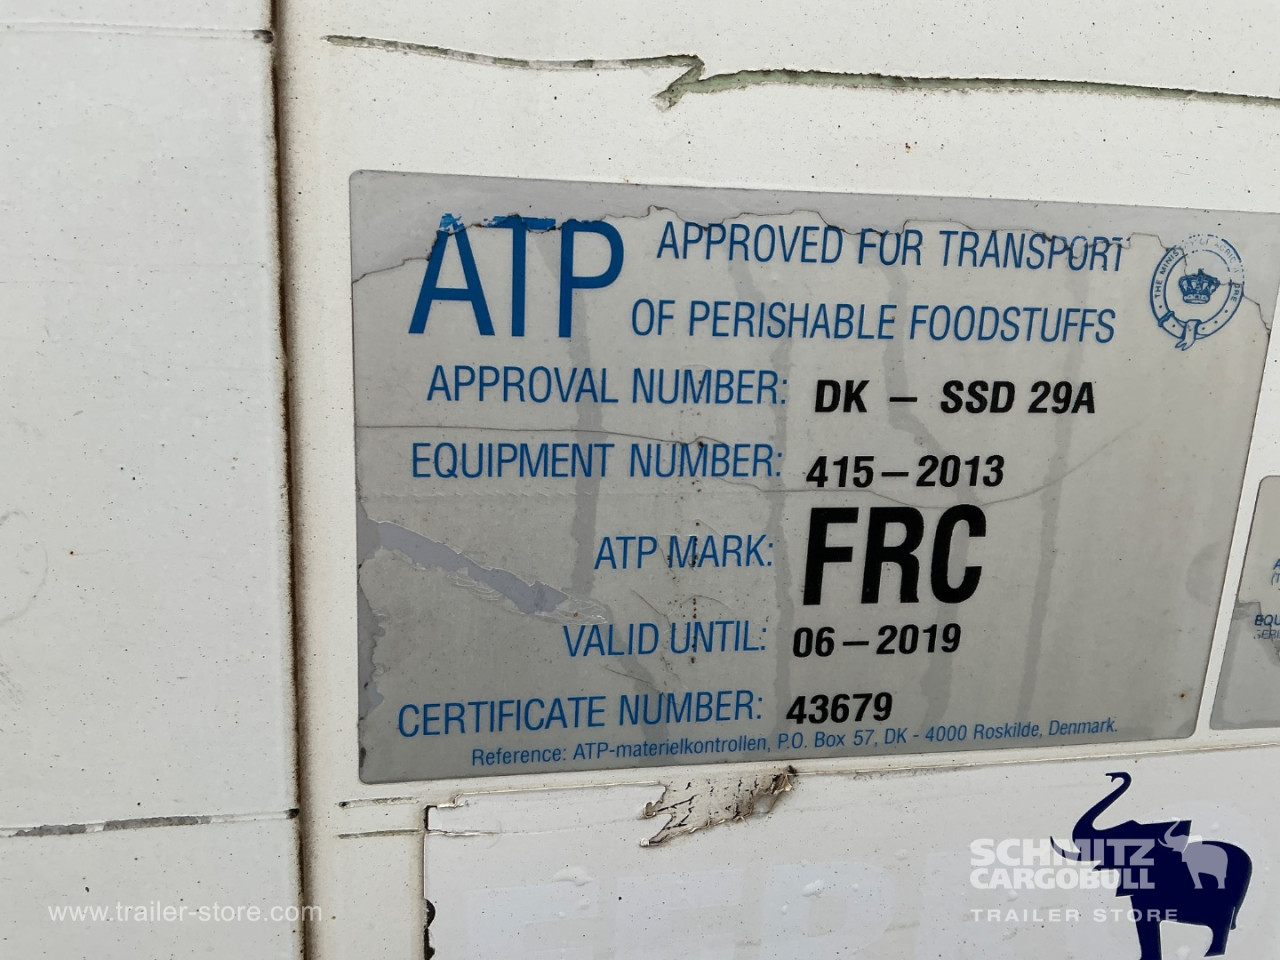 ATP APPROVED FOR TRANSPORT
OF PERISHABLE FOODSTUFFS
APPROVAL NUMBER: DK – SSD 29A
EQUIPMENT NUMBER: 415–2013
ATP MARK: FRC
VALID UNTIL: 06–2019
CERTIFICATE NUMBER: 43679
Reference: ATP-materielkontrollen, P.O. Box 57, DK - 4000 Roskilde, Denmark.
SCHMITZ
CARGOBULL
TRAILER STORE
www.trailer-store.com